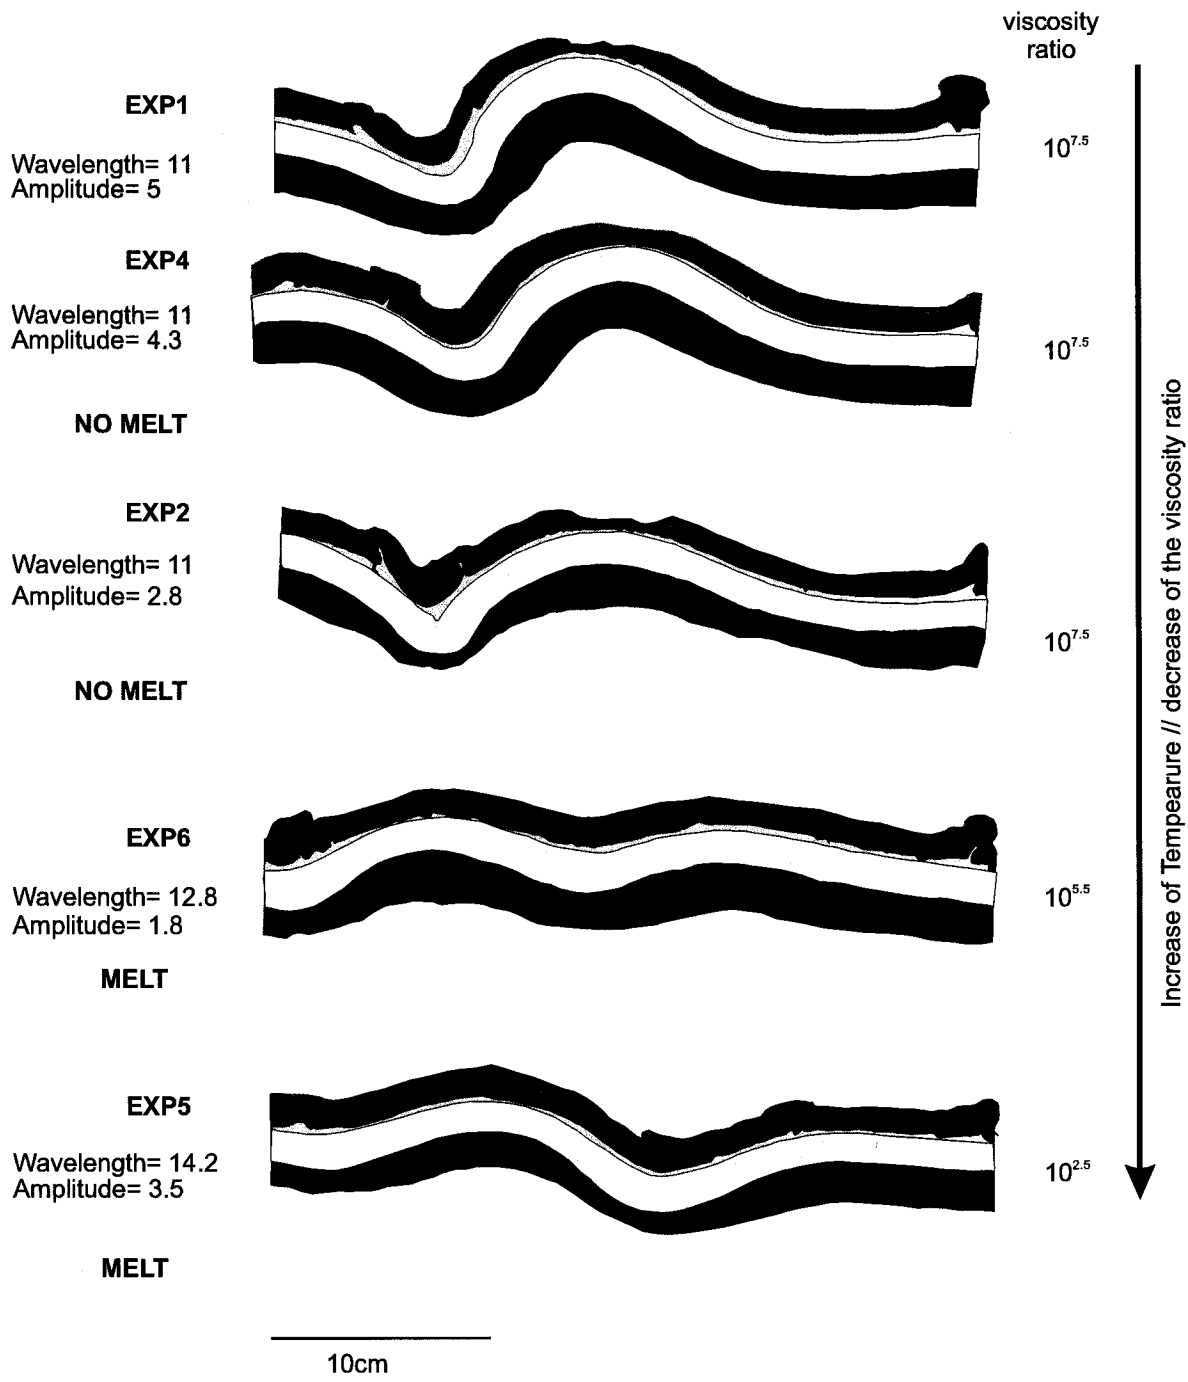 viscosity
ratio
EXP1
Wavelength= 11
Amplitude= 5
10^7.5
EXP4
Wavelength= 11
Amplitude= 4.3
10^7.5
NO MELT
EXP2
Wavelength= 11
Amplitude= 2.8
10^7.5
NO MELT
EXP6
Wavelength= 12.8
Amplitude= 1.8
10^5.5
MELT
EXP5
Wavelength= 14.2
Amplitude= 3.5
10^2.5
MELT
10cm
Increase of Tempearure // decrease of the viscosity ratio